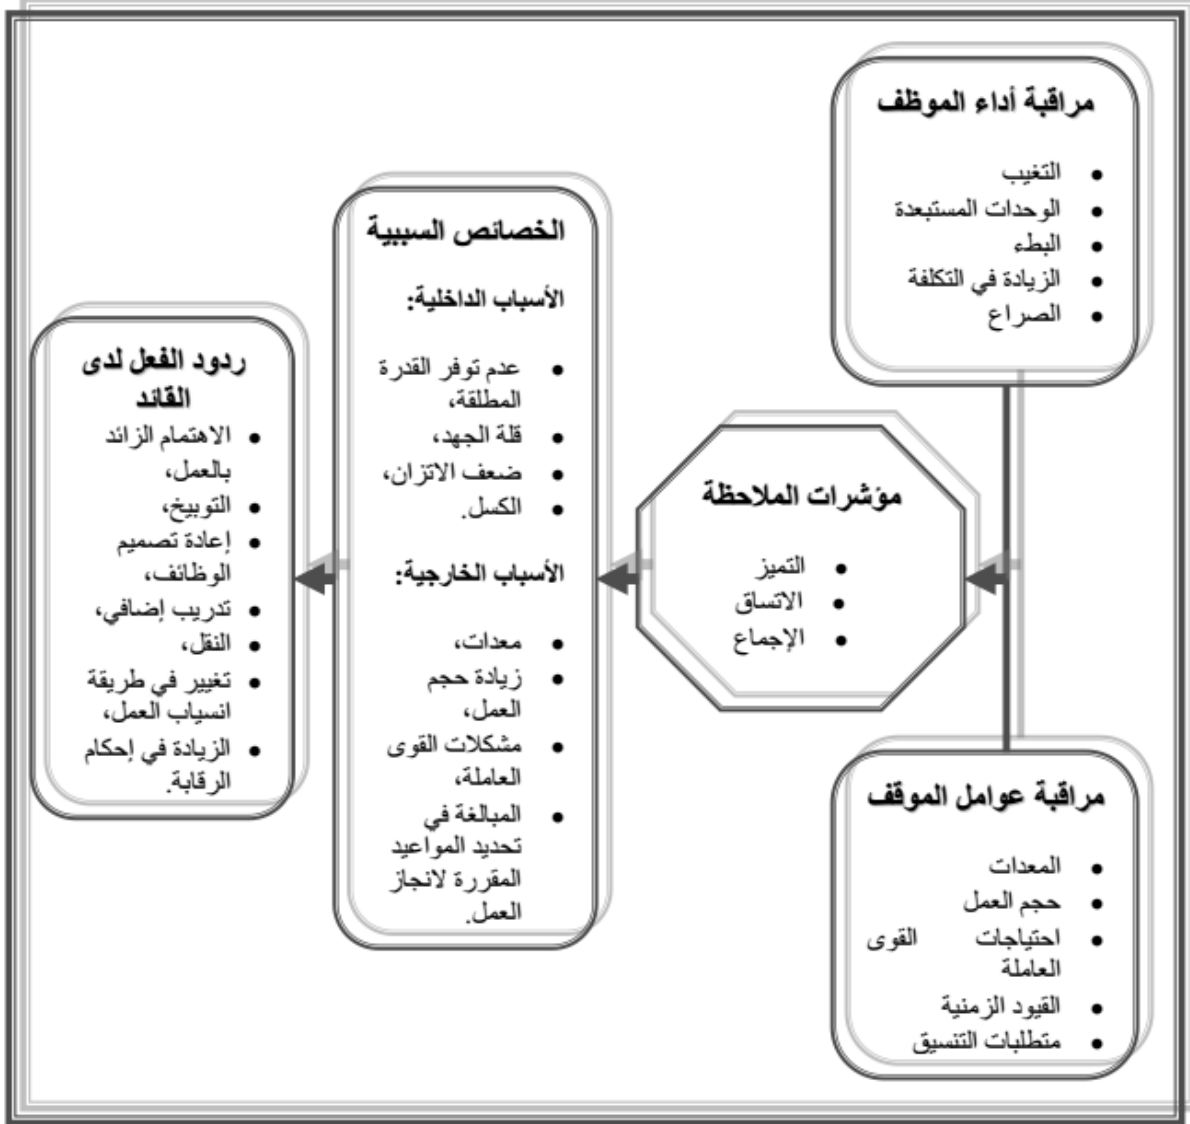 مراقبة أداء الموظف
• التغيب
• الوحدات المستبعدة
• البطء
• الزيادة في التكلفة
• الصراع
مراقبة عوامل الموقف
• المعدات
• حجم العمل
• احتياجات القوى
العاملة
• القيود الزمنية
• متطلبات التنسيق
مؤشرات الملاحظة
• التميز
• الاتساق
• الإجماع
الخصائص السببية
الأسباب الداخلية:
• عدم توفر القدرة
المطلقة،
• قلة الجهد،
• ضعف الاتزان،
• الكسل.
الأسباب الخارجية:
• معدات،
• زيادة حجم
العمل،
• مشكلات القوى
العاملة،
• المبالغة في
تحديد المواعيد
المقررة لانجاز
العمل.
ردود الفعل لدى
القائد
• الاهتمام الزائد
بالعمل،
• التوبيخ،
• إعادة تصميم
الوظائف،
• تدريب إضافي،
• النقل،
• تغيير في طريقة
انسياب العمل،
• الزيادة في إحكام
الرقابة.